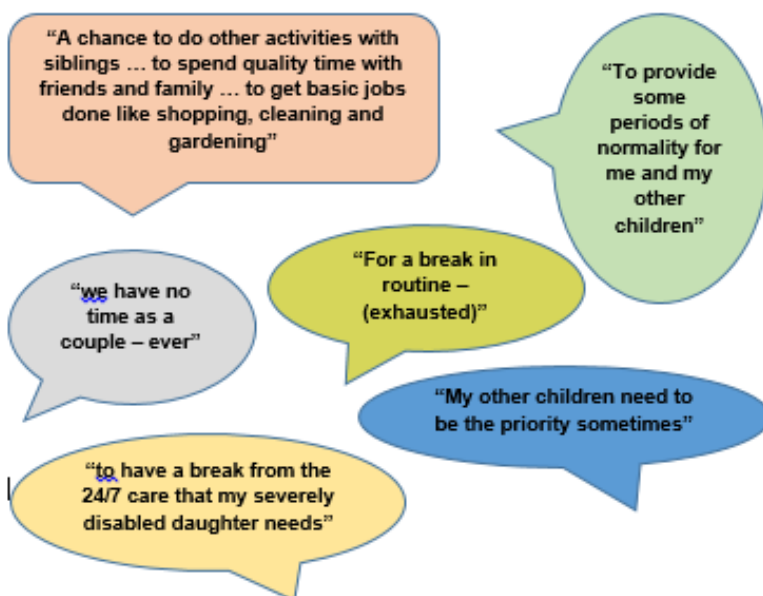 “A chance to do other activities with
siblings … to spend quality time with
friends and family … to get basic jobs
done like shopping, cleaning and
gardening”
“To provide
some
periods of
normality for
me and my
other
children”
“we have no
time as a
couple – ever”
“For a break in
routine –
(exhausted)”
“My other children need to
be the priority sometimes”
“to have a break from the
24/7 care that my severely
disabled daughter needs”